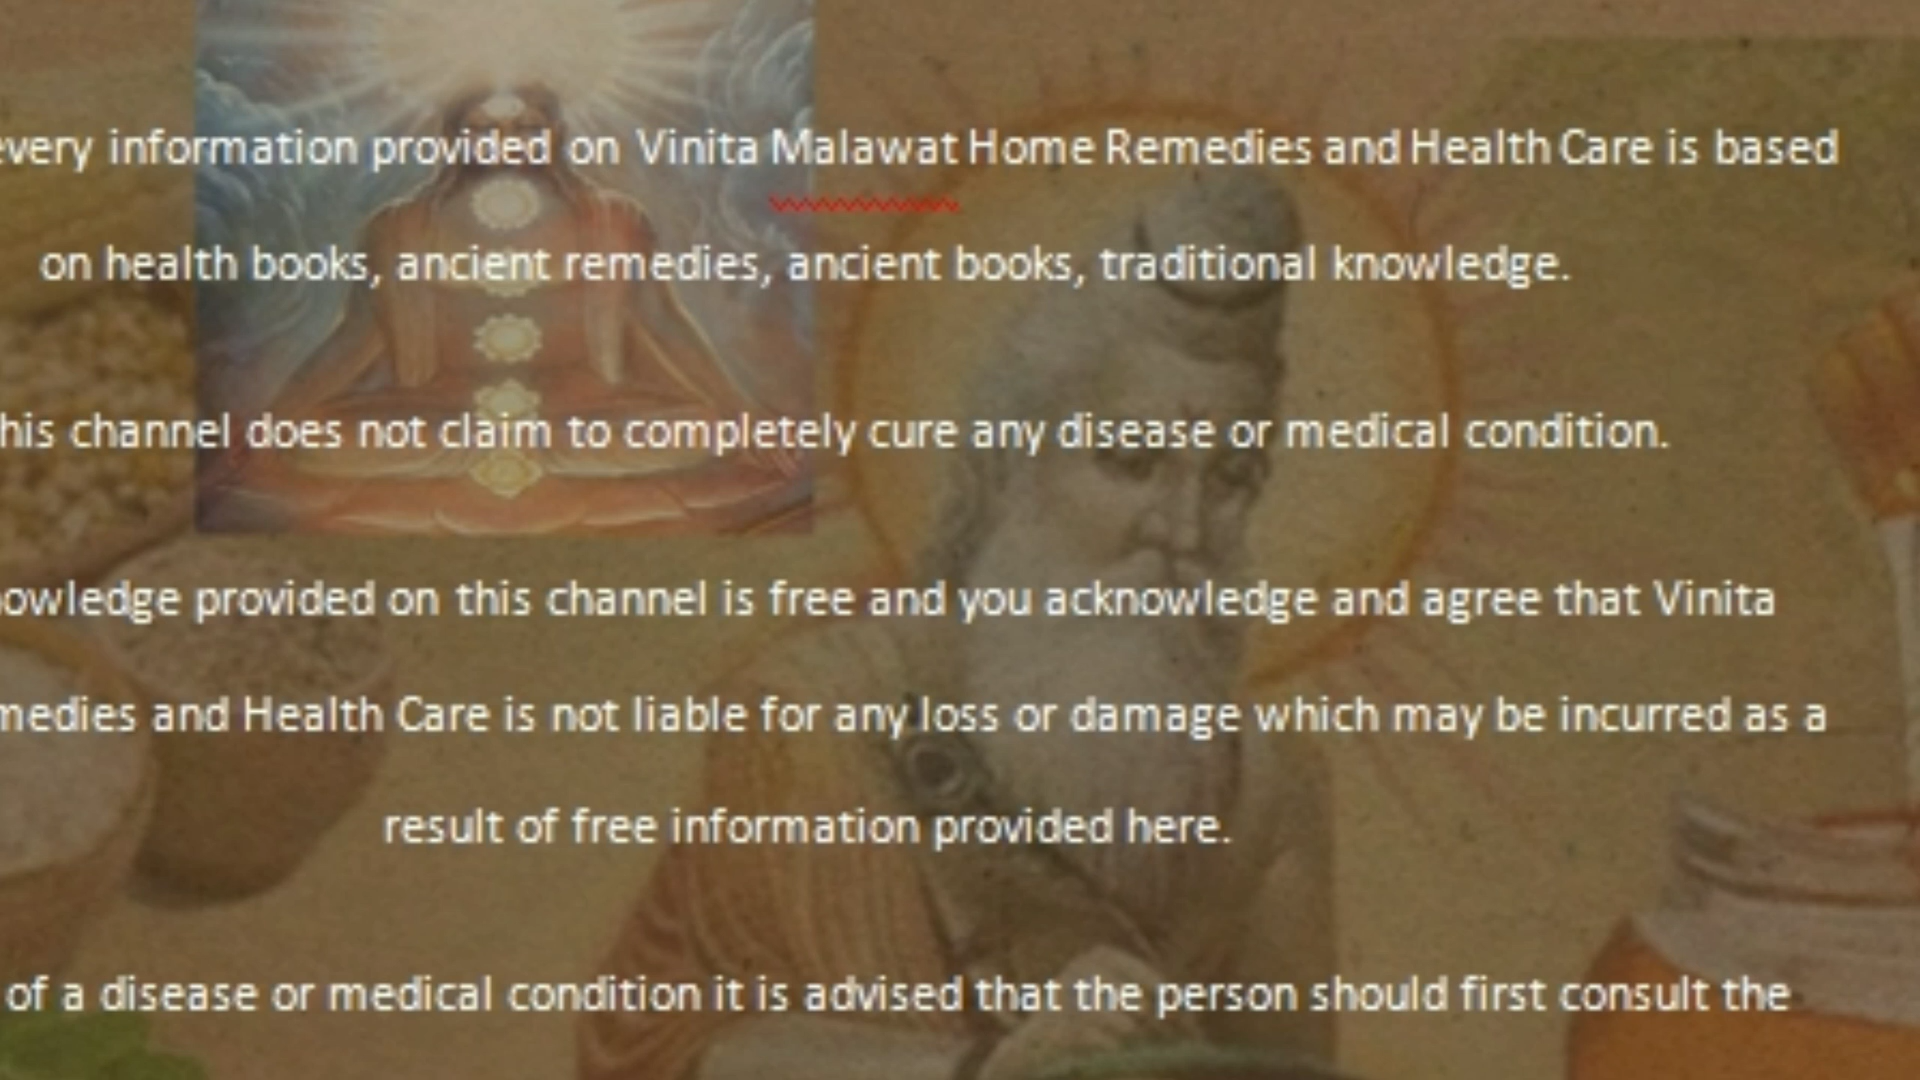 every information provided on Vinita Malawat Home Remedies and Health Care is based
on health books, ancient remedies, ancient books, traditional knowledge.
his channel does not claim to completely cure any disease or medical condition.
owledge provided on this channel is free and you acknowledge and agree that Vinita
medies and Health Care is not liable for any loss or damage which may be incurred as a
result of free information provided here.
of a disease or medical condition it is advised that the person should first consult the